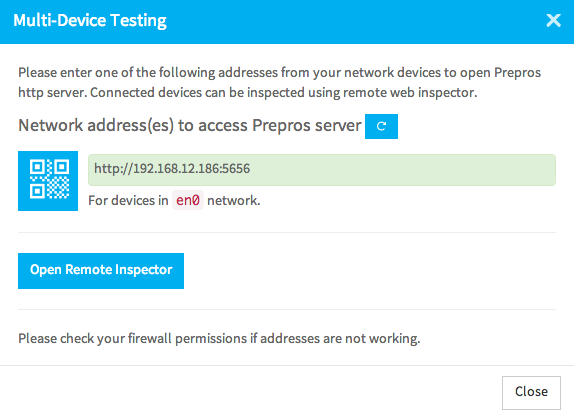 Multi-Device Testing
Please enter one of the following addresses from your network devices to open Prepros
http server. Connected devices can be inspected using remote web inspector.
Network address(es) to access Prepros server
http://192.168.12.186:5656
For devices in en0 network.
Open Remote Inspector
Please check your firewall permissions if addresses are not working.
Close